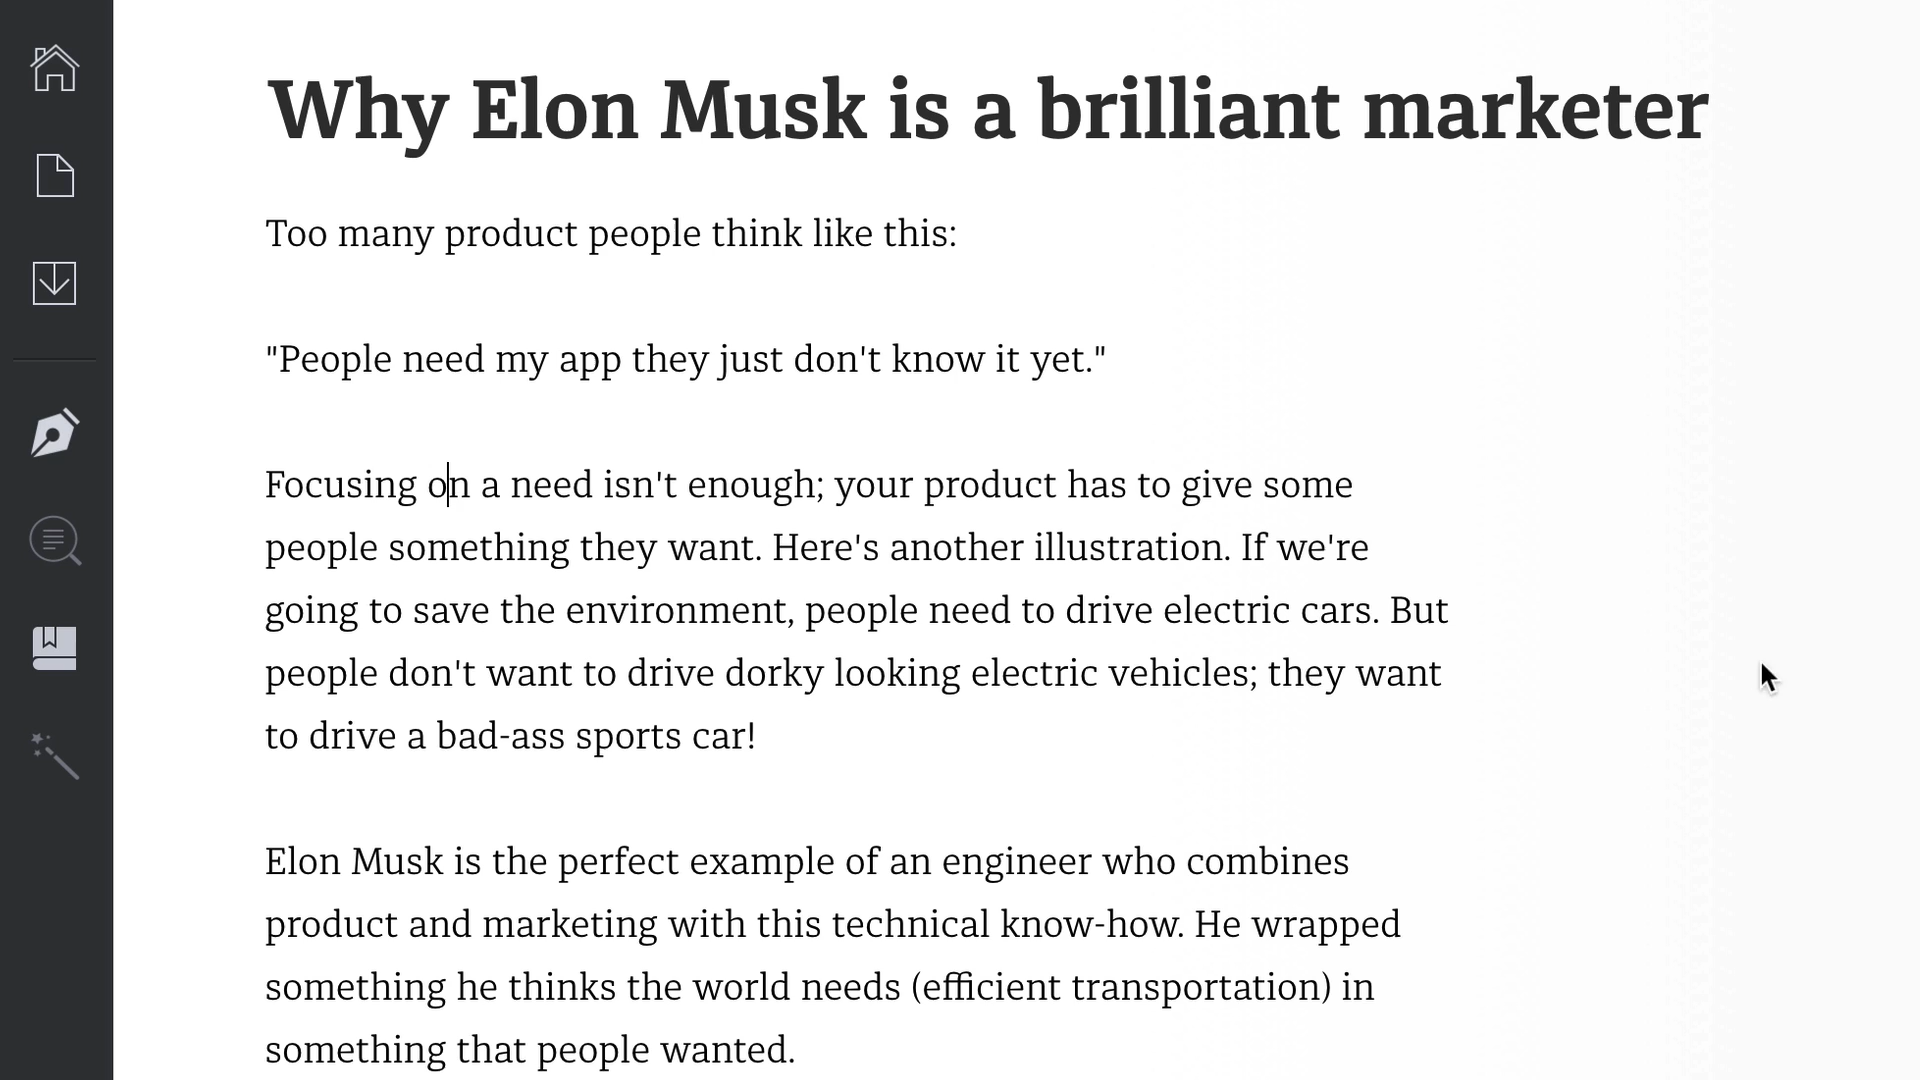 Why Elon Musk is a brilliant marketer
Too many product people think like this:
"People need my app they just don't know it yet."
Focusing on a need isn't enough; your product has to give some
people something they want. Here's another illustration. If we're
going to save the environment, people need to drive electric cars. But
people don't want to drive dorky looking electric vehicles; they want
to drive a bad-ass sports car!
Elon Musk is the perfect example of an engineer who combines
product and marketing with this technical know-how. He wrapped
something he thinks the world needs (efficient transportation) in
something that people wanted.